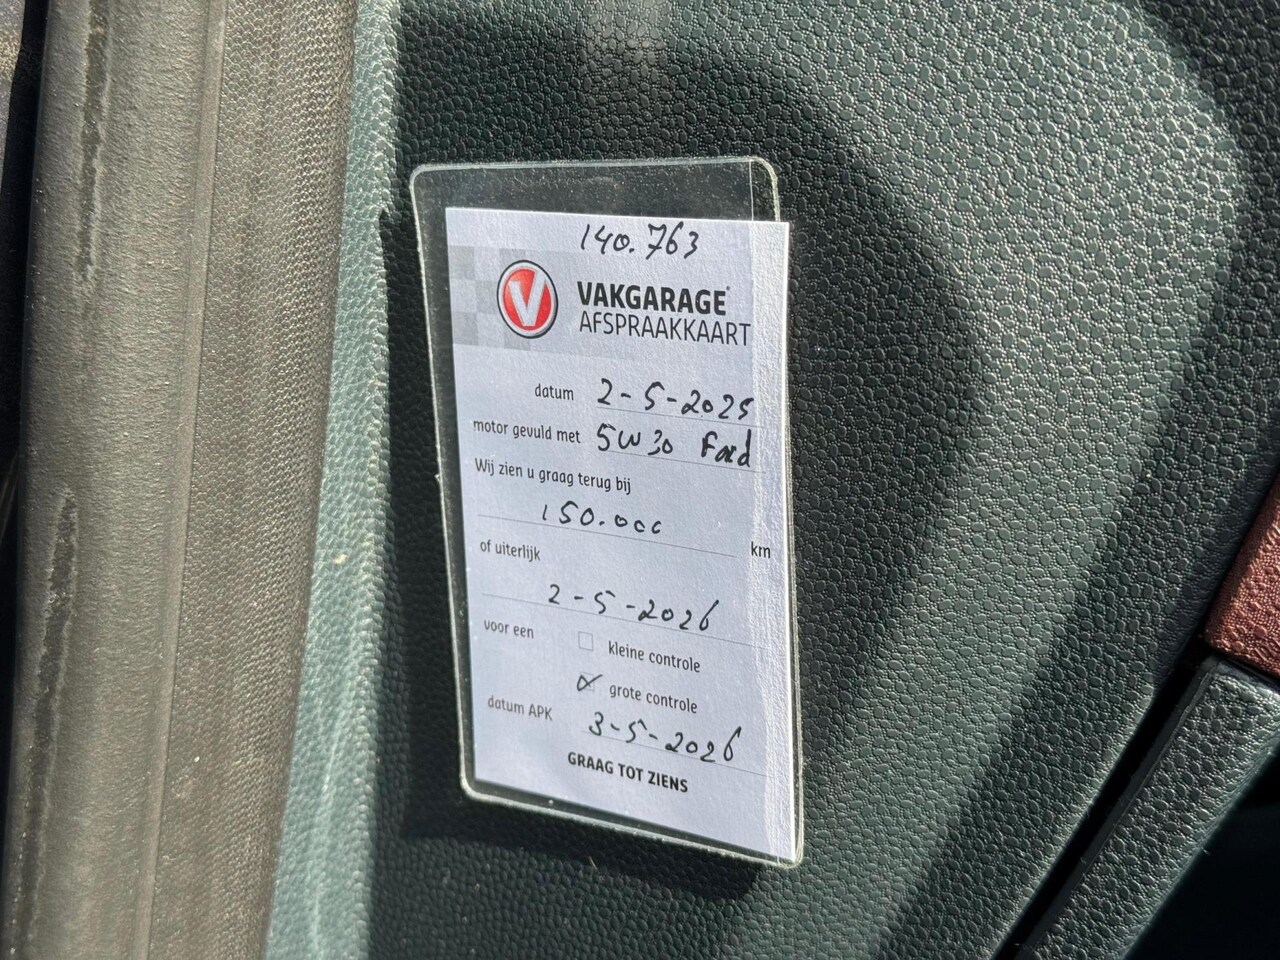 140.763
V
VAKGARAGE
AFSPRAAKKAART
datum 2-5-2025
motor gevuld met 5W30 Ford
Wij zien u graag terug bij
150.000 km
of uiterlijk
2-5-2026
voor een
kleine controle
grote controle
datum APK 3-5-2026
GRAAG TOT ZIENS